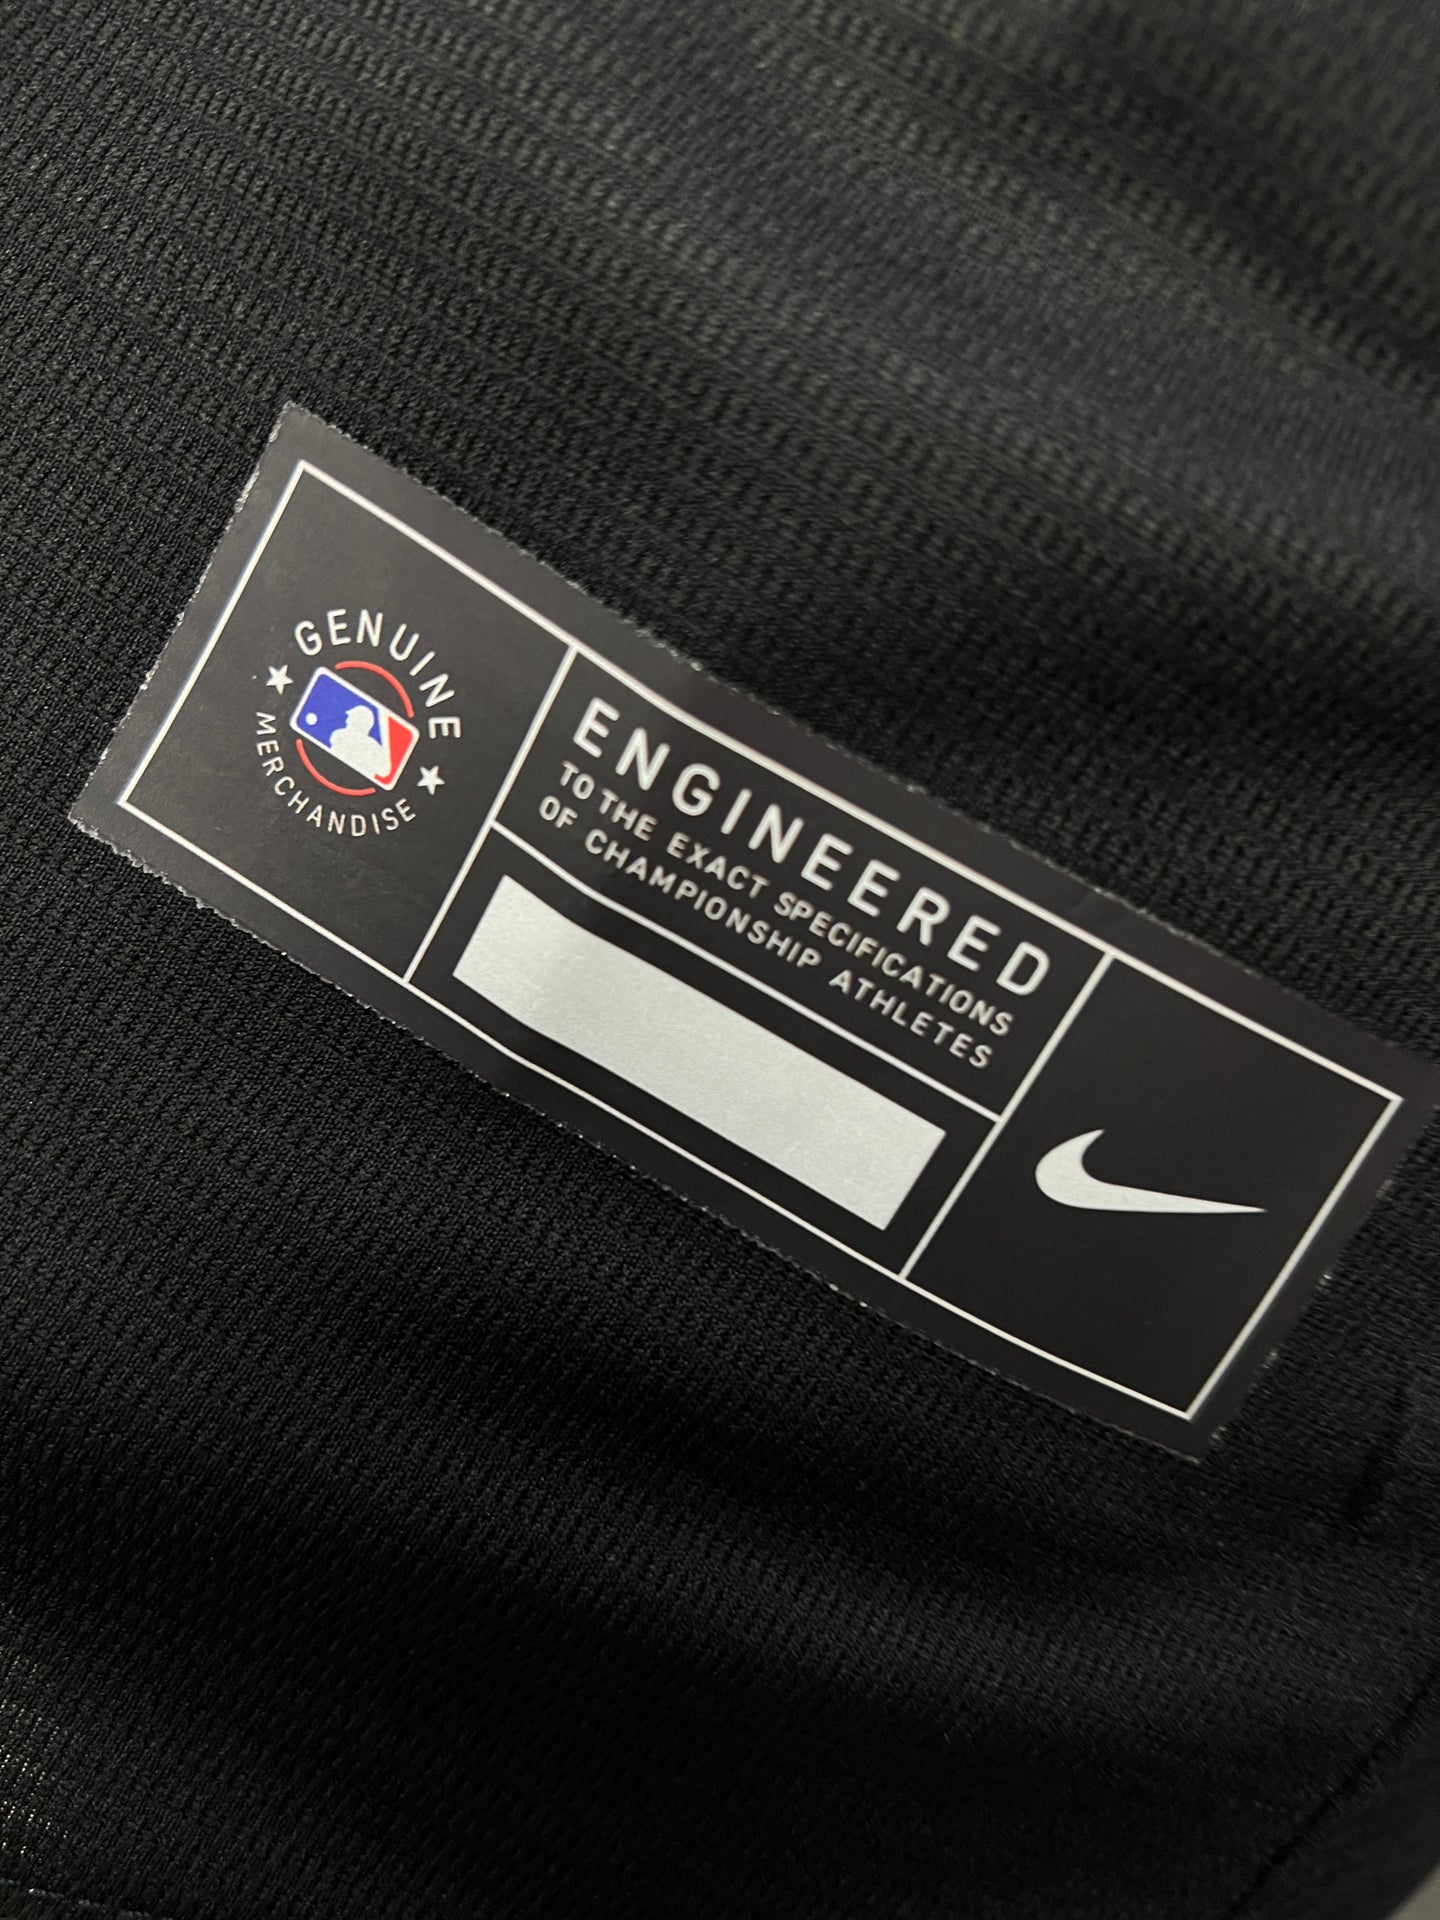 GENUINE
MERCHANDISE
ENGINEERED
TO THE EXACT SPECIFICATIONS
OF CHAMPIONSHIP ATHLETES